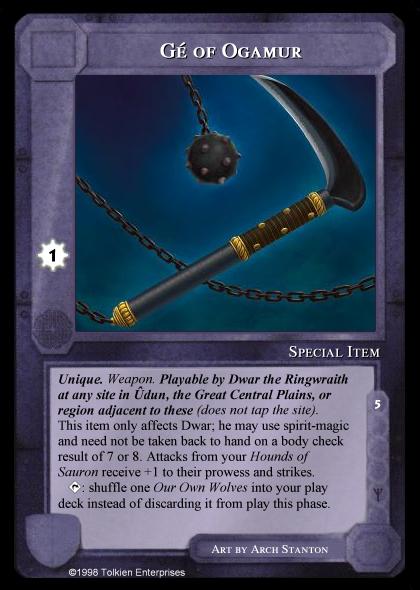 Gé of Ogamur
1
Special Item
Unique. Weapon. Playable by Dwar the Ringwraith
at any site in Ûdun, the Great Central Plains, or
region adjacent to these (does not tap the site).
This item only affects Dwar; he may use spirit-magic
and need not be taken back to hand on a body check
result of 7 or 8. Attacks from your Hounds of
Sauron receive +1 to their prowess and strikes.
: shuffle one Our Own Wolves into your play
deck instead of discarding it from play this phase.
5
Art by Arch Stanton
©1998 Tolkien Enterprises